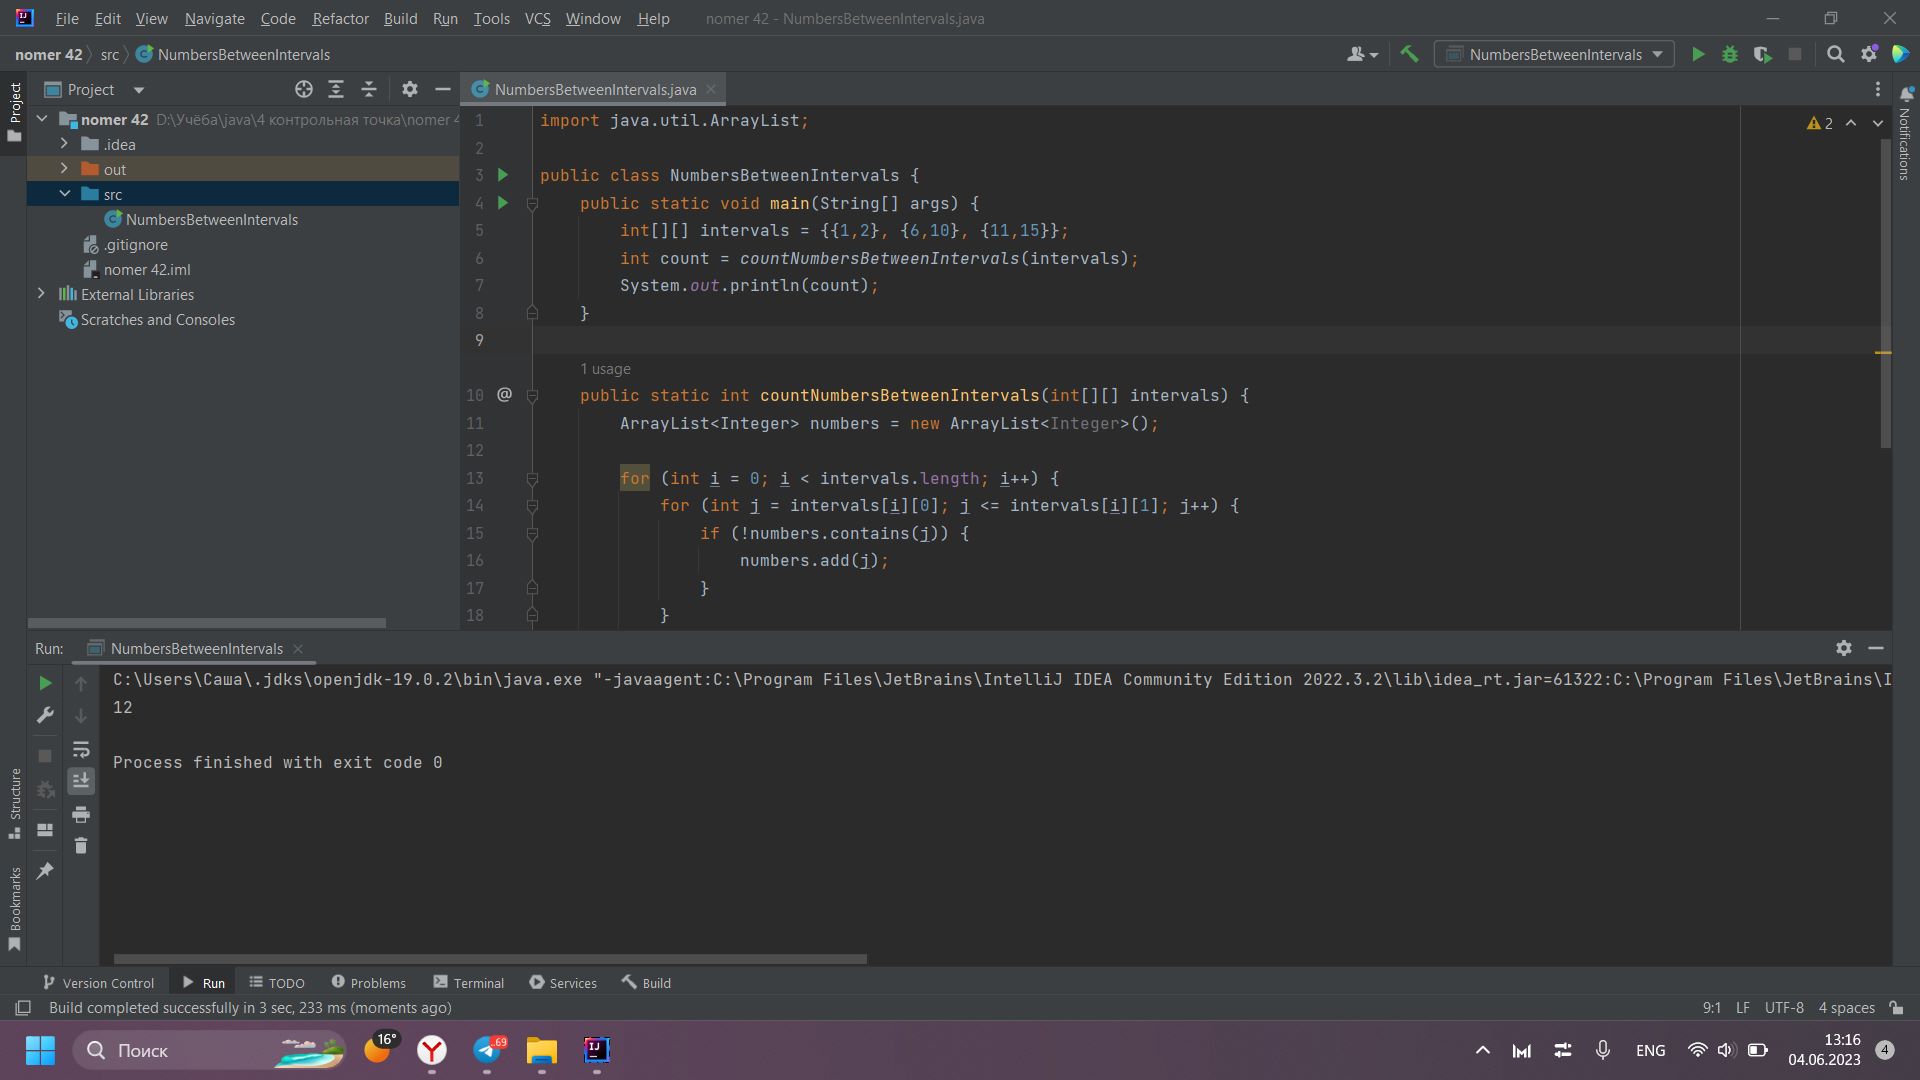 File Edit View Navigate Code Refactor Build Run Tools VCS Window Help nomer 42 - NumbersBetweenIntervals.java
nomer 42 src NumbersBetweenIntervals NumbersBetweenIntervals
Project NumbersBetweenIntervals.java
Project
nomer 42 D:\Учёба\java\4 контрольная точка\nomer 4
.idea
out
src
NumbersBetweenIntervals
.gitignore
nomer 42.iml
External Libraries
Scratches and Consoles
2
Notifications
1 import java.util.ArrayList;
2
3 public class NumbersBetweenIntervals {
4 public static void main(String[] args) {
5 int[][] intervals = {{1,2}, {6,10}, {11,15}};
6 int count = countNumbersBetweenIntervals(intervals);
7 System.out.println(count);
8 }
9
1 usage
10 @ public static int countNumbersBetweenIntervals(int[][] intervals) {
11 ArrayList<Integer> numbers = new ArrayList<Integer>();
12
13 for (int i = 0; i < intervals.length; i++) {
14 for (int j = intervals[i][0]; j <= intervals[i][1]; j++) {
15 if (!numbers.contains(j)) {
16 numbers.add(j);
17 }
18 }
Run: NumbersBetweenIntervals
C:\Users\Саша\.jdks\openjdk-19.0.2\bin\java.exe "-javaagent:C:\Program Files\JetBrains\IntelliJ IDEA Community Edition 2022.3.2\lib\idea_rt.jar=61322:C:\Program Files\JetBrains\I
12
Process finished with exit code 0
Structure
Bookmarks
Version Control Run TODO Problems Terminal Services Build
Build completed successfully in 3 sec, 233 ms (moments ago) 9:1 LF UTF-8 4 spaces
Поиск 16° ..69 IJ ENG 13:16
04.06.2023 4